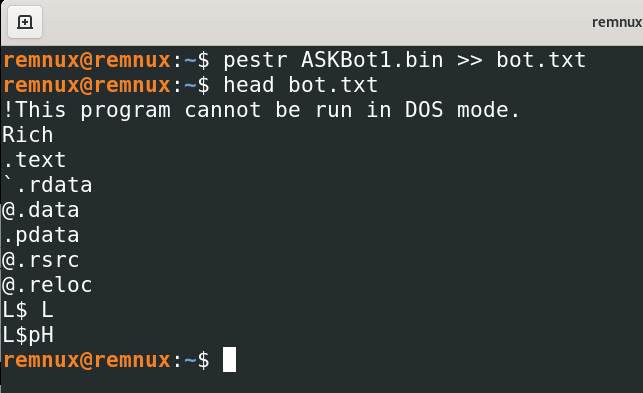 remnux
remnux@remnux:~$ pestr ASKBot1.bin >> bot.txt
remnux@remnux:~$ head bot.txt
!This program cannot be run in DOS mode.
Rich
.text
`.rdata
@.data
.pdata
@.rsrc
@.reloc
L$ L
L$pH
remnux@remnux:~$